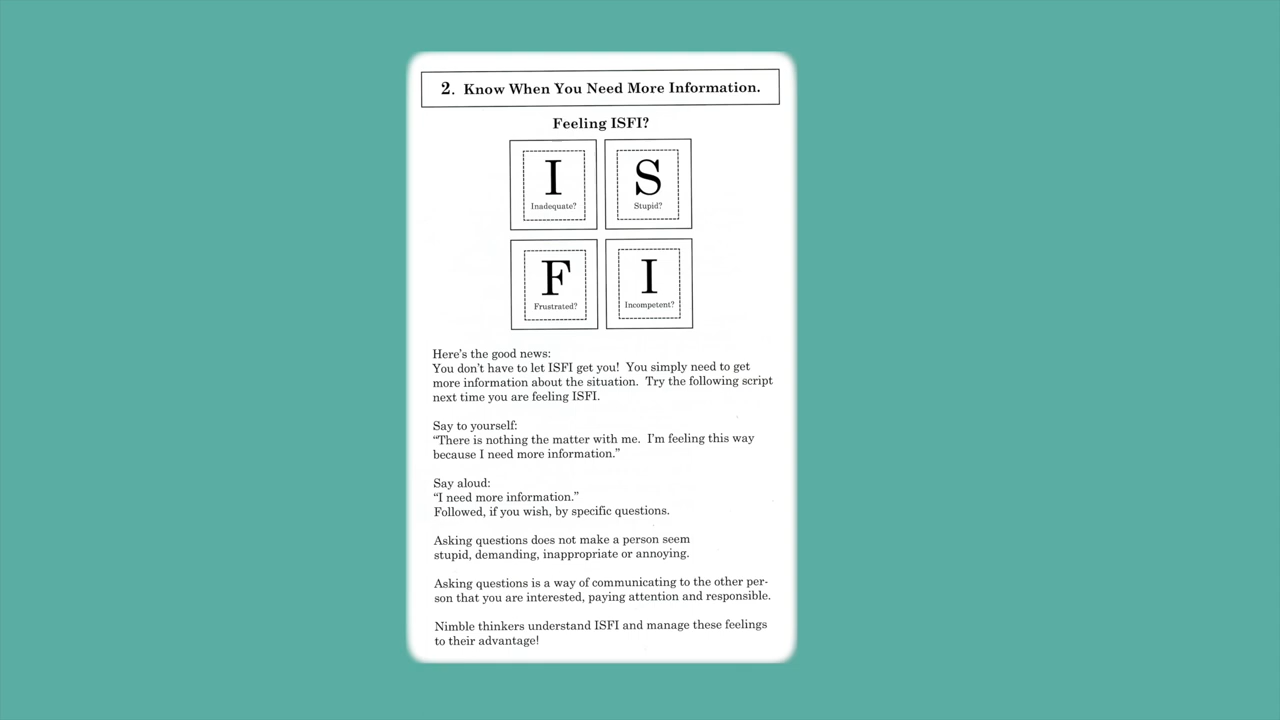 2. Know When You Need More Information.
Feeling ISFI?
I
Inadequate?
S
Stupid?
F
Frustrated?
I
Incompetent?
Here's the good news:
You don't have to let ISFI get you! You simply need to get
more information about the situation. Try the following script
next time you are feeling ISFI.
Say to yourself:
“There is nothing the matter with me. I'm feeling this way
because I need more information.”
Say aloud:
“I need more information.”
Followed, if you wish, by specific questions.
Asking questions does not make a person seem
stupid, demanding, inappropriate or annoying.
Asking questions is a way of communicating to the other per-
son that you are interested, paying attention and responsible.
Nimble thinkers understand ISFI and manage these feelings
to their advantage!